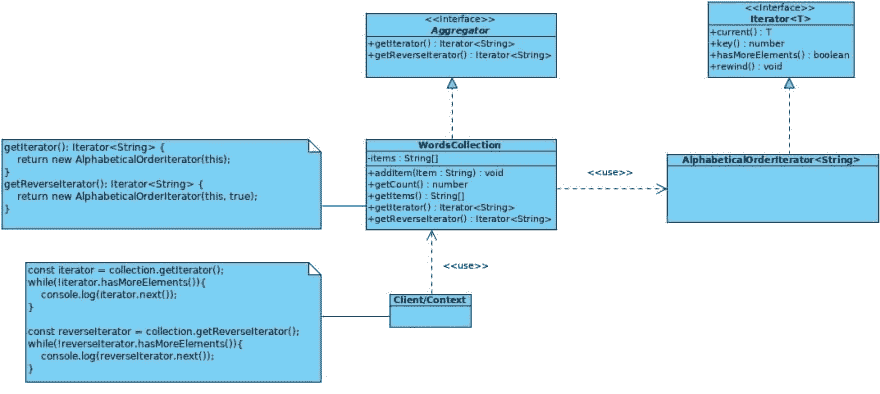 <<Interface>>
Aggregator
+getIterator() : Iterator<String>
+getReverseIterator() : Iterator<String>
<<Interface>>
Iterator<T>
+current() : T
+key() : number
+hasMoreElements() : boolean
+rewind() : void
getIterator(): Iterator<String> {
return new AlphabeticalOrderIterator(this);
}
getReverseIterator(): Iterator<String> {
return new AlphabeticalOrderIterator(this, true);
}
WordsCollection
-items : String[]
+addItem(Item : String) : void
+getCount() : number
+getItems() : String[]
+getIterator() : Iterator<String>
+getReverseIterator() : Iterator<String>
<<use>>
AlphabeticalOrderIterator<String>
<<use>>
const iterator = collection.getIterator();
while(!iterator.hasMoreElements()){
console.log(iterator.next());
}
const reverseIterator = collection.getReverseIterator();
while(!reverseIterator.hasMoreElements()){
console.log(reverseIterator.next());
}
Client/Context